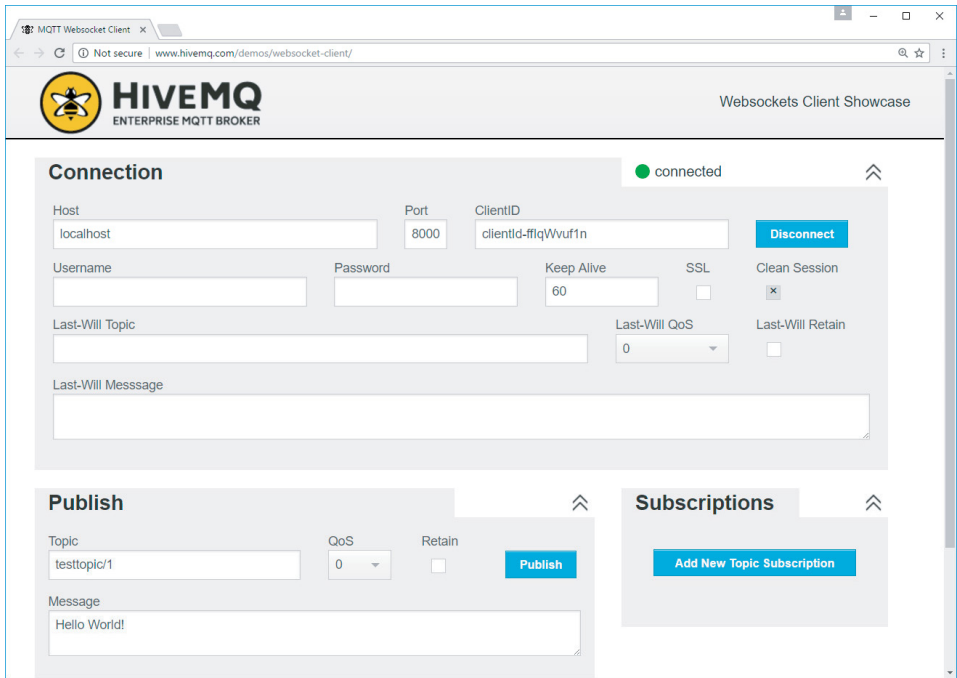 MQTT Websocket Client
Not secure | www.hivemq.com/demos/websocket-client/
HIVEMQ
ENTERPRISE MQTT BROKER
Websockets Client Showcase
Connection
connected
Host
Port
ClientID
localhost
8000
clientId-fflqWvuf1n
Disconnect
Username
Password
Keep Alive
SSL
Clean Session
60
Last-Will Topic
Last-Will QoS
Last-Will Retain
0
Last-Will Messsage
Publish
Subscriptions
Topic
QoS
Retain
testtopic/1
0
Publish
Add New Topic Subscription
Message
Hello World!